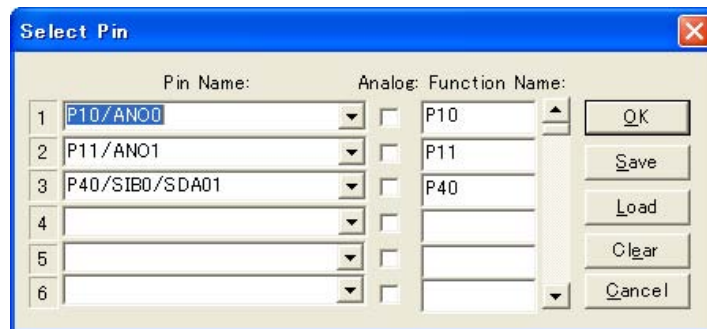 Select Pin
Pin Name: Analog: Function Name:
1 P10/ANO0 P10 OK
2 P11/ANO1 P11 Save
3 P40/SIB0/SDA01 P40 Load
4
5 Clear
6 Cancel